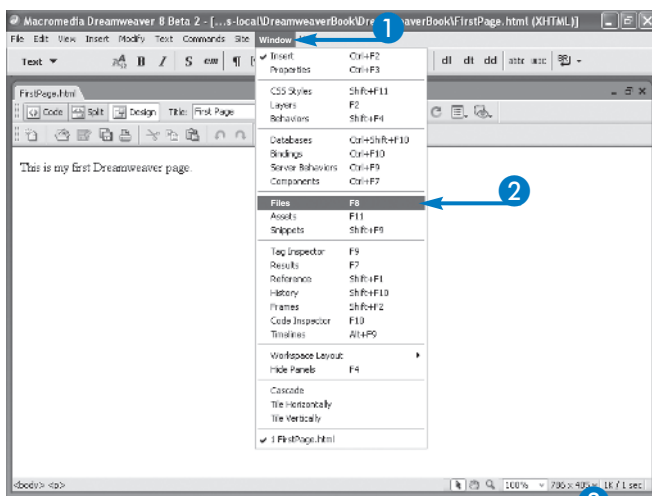 Macromedia Dreamweaver 8 Beta 2 - [...s-local\DreamweaverBook\Dre averBook\FirstPage.html (XHTML)]
File Edit View Insert Modify Text Commands Site Window
1
Text B I S em ¶ [ dl dt dd abbr
FirstPage.html
Code Split Design Title: First Page
This is my first Dreamweaver page.
Insert Ctrl+F2
Properties Ctrl+F3
CSS Styles Shift+F11
Layers F2
Behaviors Shift+F4
Databases Ctrl+Shift+F10
Bindings Ctrl+F10
Server Behaviors Ctrl+F9
Components Ctrl+F7
Files F8
2
Assets F11
Snippets Shift+F9
Tag Inspector F9
Results F7
Reference Shift+F1
History Shift+F10
Frames Shift+F2
Code Inspector F10
Timelines Alt+F9
Workspace Layout
Hide Panels F4
Cascade
Tile Horizontally
Tile Vertically
1 FirstPage.html
<body> <p> 100% 1K / 1 sec